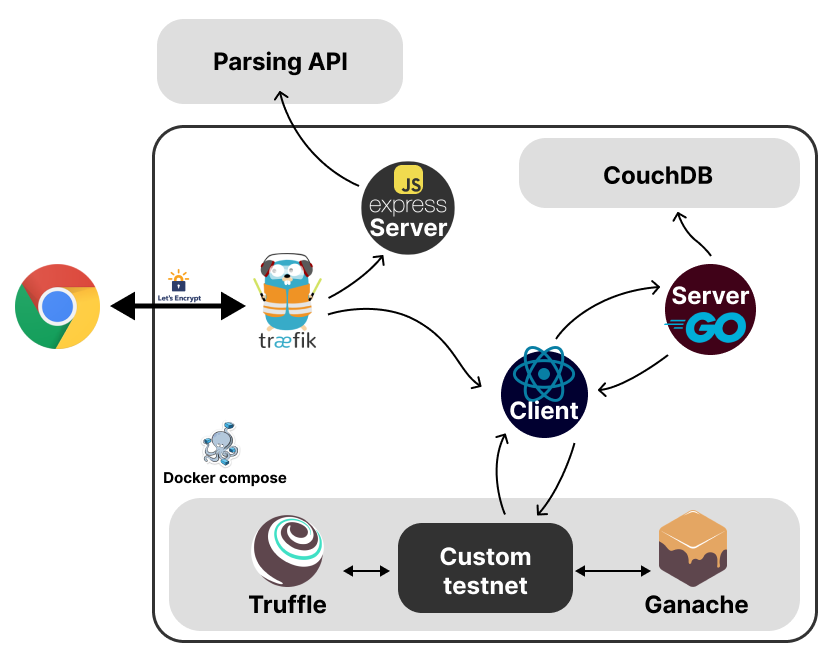 Parsing API
CouchDB
JS
express
Server
Server
GO
Let's Encrypt
træfik
Client
Docker compose
Custom
testnet
Truffle
Ganache